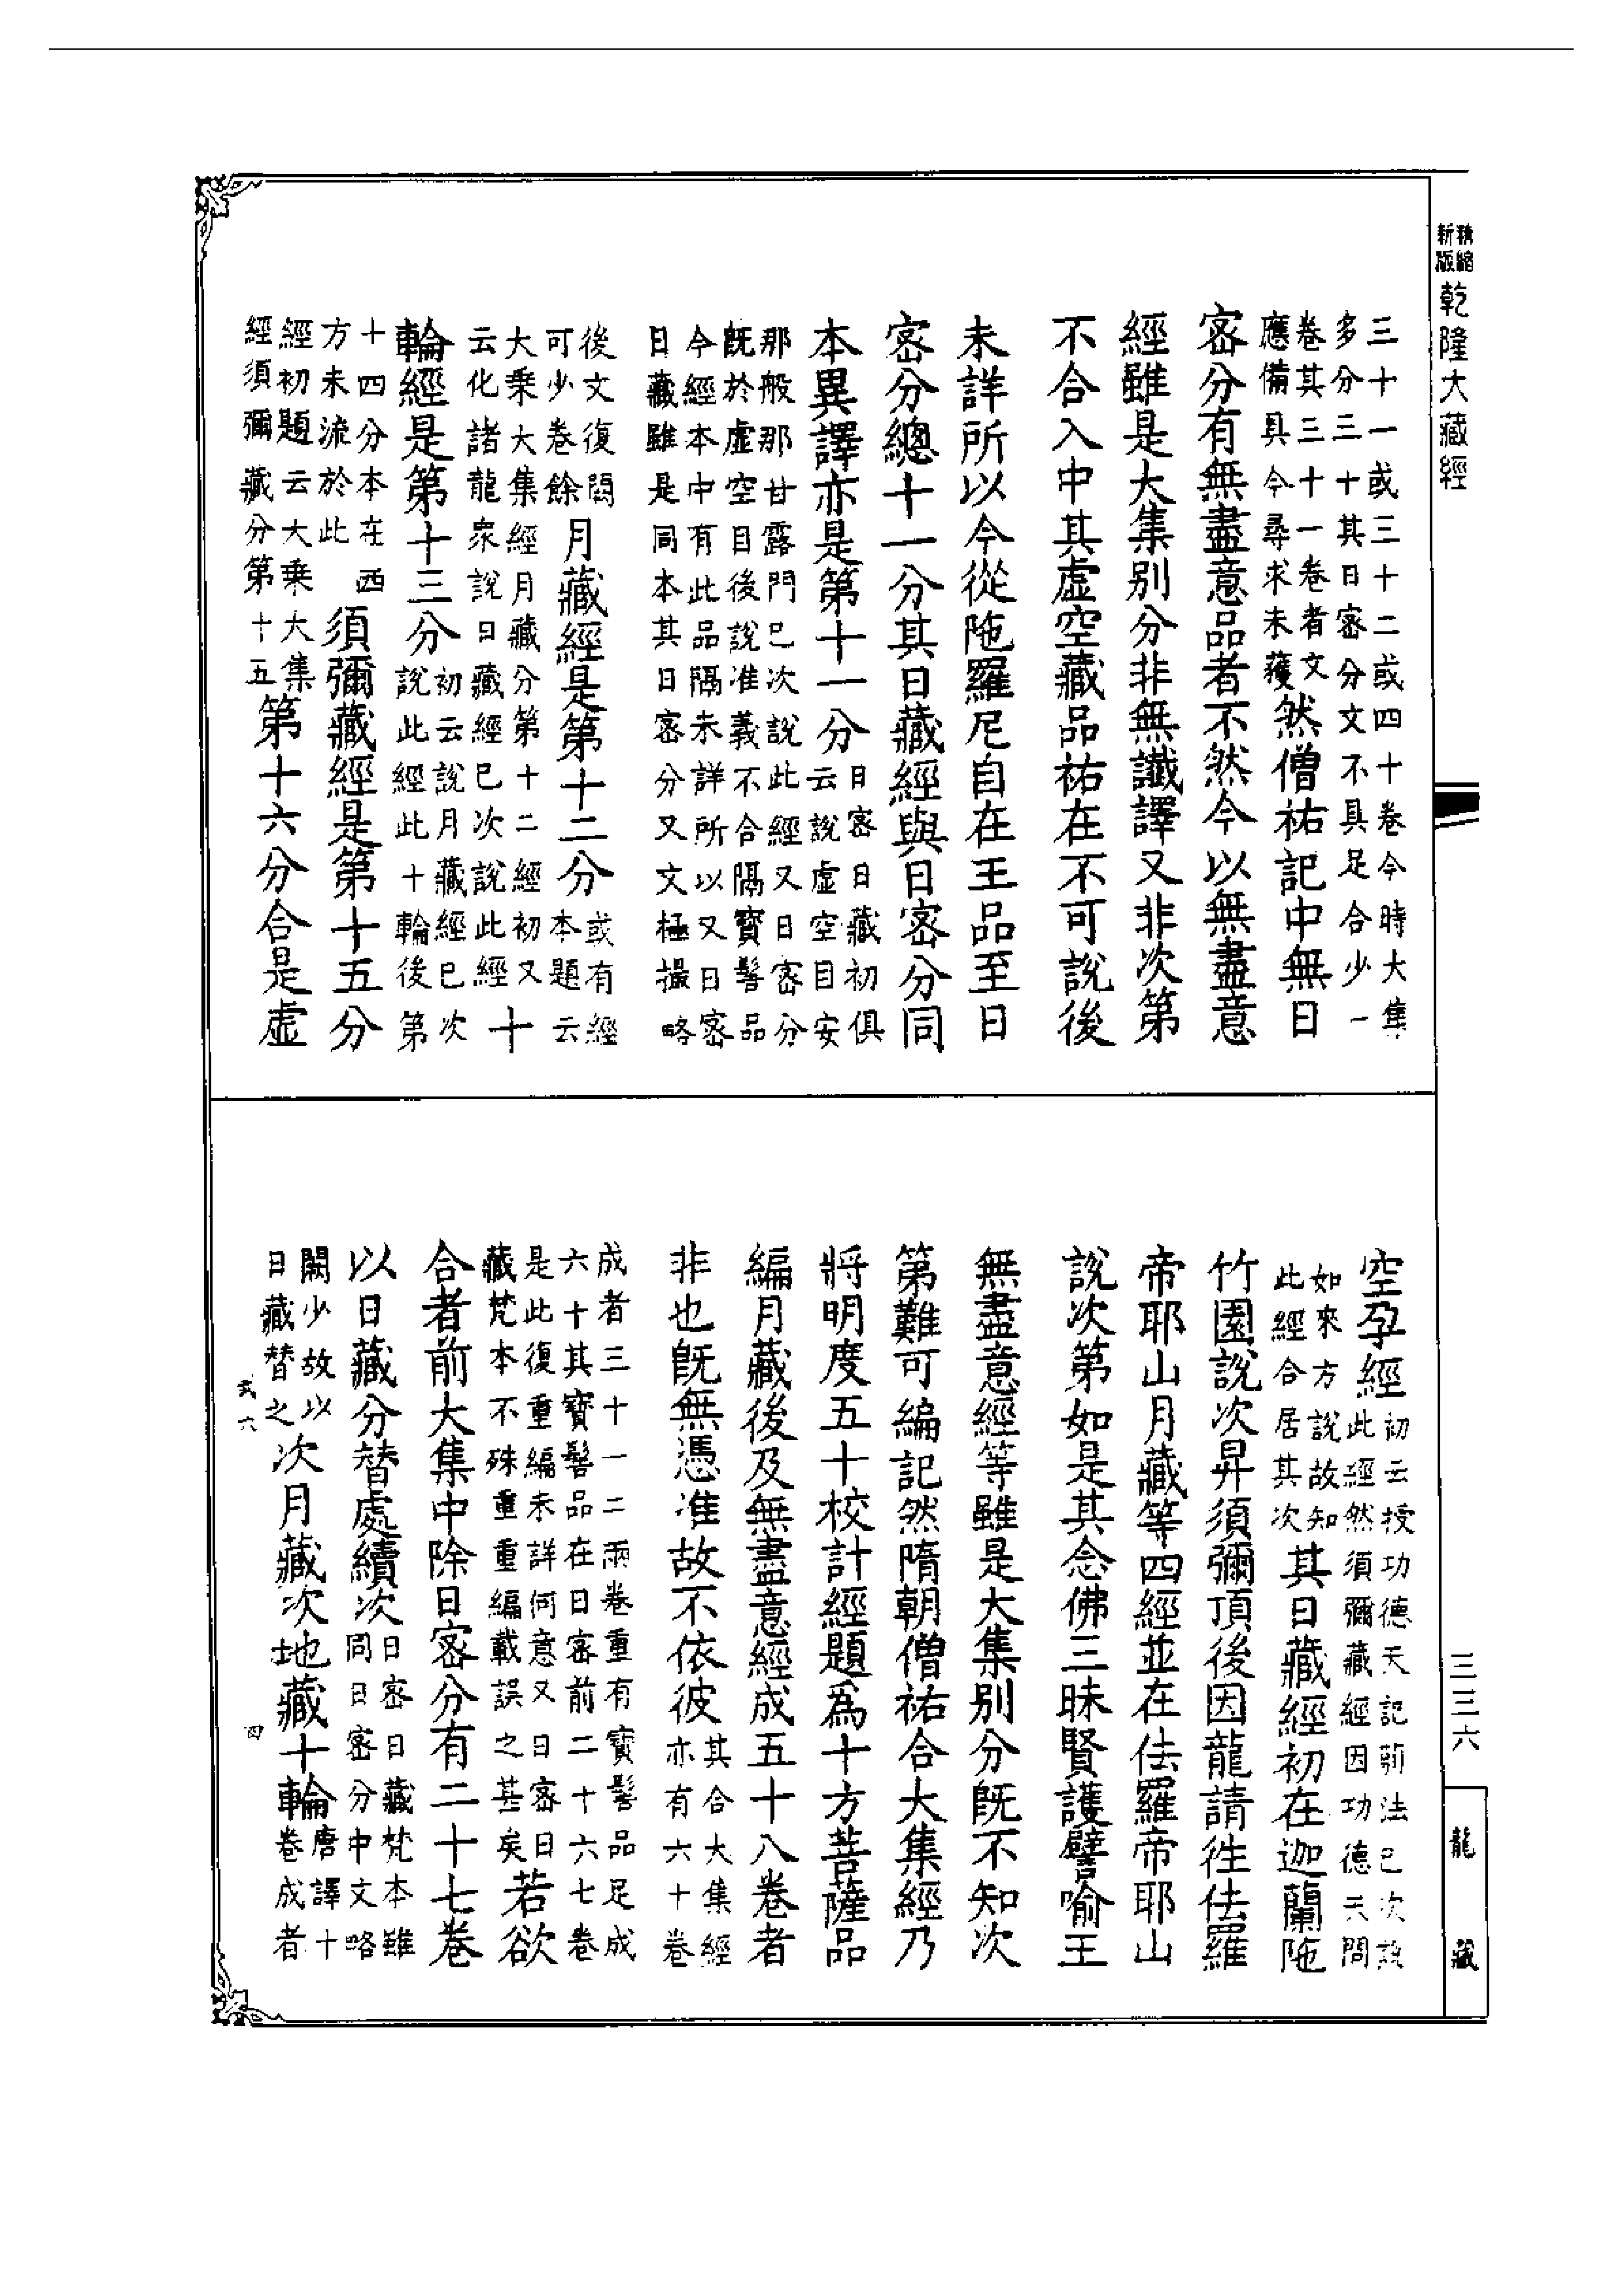 精縮新版
乾隆大藏經
三十一或三十二或四十卷今時大集
多分三十其日密分文不具足合少一
卷其三十一卷者文
應備具今尋求未獲
然僧祐記中無日
密分有無盡意品者不然今以無盡意
經雖是大集別分非無讖譯又非次第
不合入中其虛空藏品祐在不可說後
未詳所以今從陁羅尼自在王品至日
密分總十一分其日藏經與日密分同
本異譯亦是第十一分
日密日藏初俱
云說虛空目安
那般那甘露門已次說此經又日密分
既於虛空目後說准義不合隔寶髻品
今經本中有此品隔未詳所以又日密
日藏雖是同本其日密分又文極撮略
後文復闕
可少卷餘
月藏經是第十二分
或有經
本題云
大乘大集經月藏分第十二經初又
云化諸龍眾說日藏經已次說此經
十
輪經是第十三分
初云說月藏經已次
說此經此十輪後第
十四分本在西
方未流於此
須彌藏經是第十五分
經初題云大乘大集
經須彌藏分第十五
第十六分合是虛
空孕經
初云授功德天記莂法已次說
此經然須彌藏經因功德天問
如來方說故知
此經合居其次
其日藏經初在迦蘭陁
竹園說次昇須彌頂後因龍請徃佉羅
帝耶山月藏等四經並在佉羅帝耶山
說次第如是其念佛三昧賢護譬喻王
無盡意經等雖是大集別分既不知次
第難可編記然隋朝僧祐合大集經乃
將明度五十校計經題爲十方菩薩品
編月藏後及無盡意經成五十八卷者
非也既無憑准故不依彼
其合大集經
亦有六十卷
成者三十一二兩卷重有寶髻品足成
六十其寶髻品在日密前二十六七卷
是此復重編未詳何意又日密日
藏梵本不殊重重編載誤之甚矣
若欲
合者前大集中除日密分有二十七卷
以日藏分替處續次
日密日藏梵本雖
同日密分中文略
闕少故以
日藏替之
次月藏次地藏十輪
唐譯十
卷成者
弍六
四
三三六
龍藏